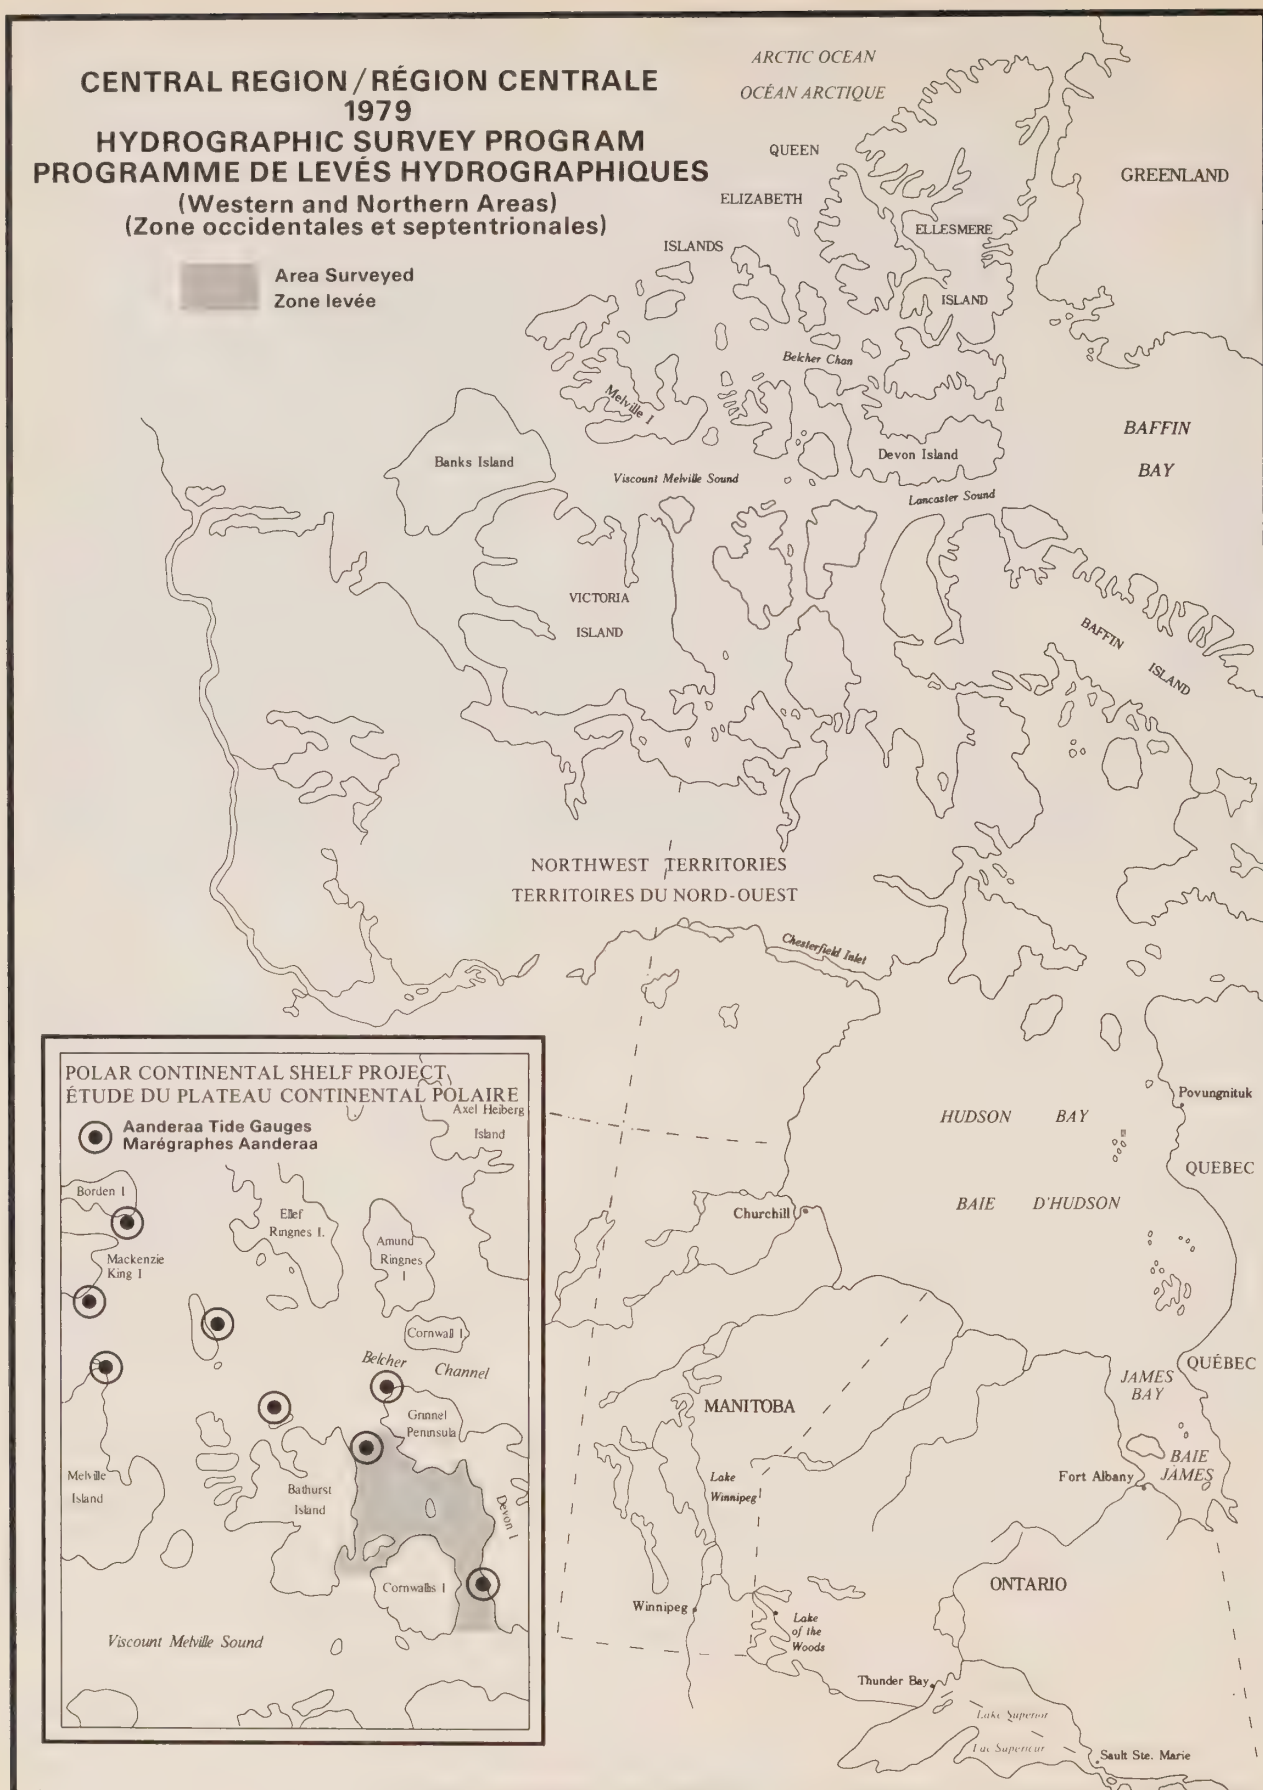 CENTRAL REGION / RÉGION CENTRALE
1979
HYDROGRAPHIC SURVEY PROGRAM
PROGRAMME DE LEVÉS HYDROGRAPHIQUES
(Western and Northern Areas)
(Zone occidentales et septentrionales)
Area Surveyed
Zone levée
ARCTIC OCEAN
OCÉAN ARCTIQUE
QUEEN
ELIZABETH
ISLANDS
GREENLAND
ELLESMERE
ISLAND
Belcher Chan
Melville I
Banks Island
Viscount Melville Sound
Devon Island
Lancaster Sound
BAFFIN
BAY
VICTORIA
ISLAND
BAFFIN
ISLAND
NORTHWEST TERRITORIES
TERRITOIRES DU NORD-OUEST
Chesterfield Inlet
Povungnituk
HUDSON BAY
QUEBEC
BAIE D'HUDSON
Churchill
QUÉBEC
JAMES
BAY
MANITOBA
BAIE
JAMES
Fort Albany
Lake
Winnipeg
ONTARIO
Winnipeg
Lake
of the
Woods
Thunder Bay
Lake Superior
Lac Superieur
Sault Ste. Marie
POLAR CONTINENTAL SHELF PROJECT
ÉTUDE DU PLATEAU CONTINENTAL POLAIRE
Aanderaa Tide Gauges
Marégraphes Aanderaa
Axel Heiberg
Island
Borden I
Ellef
Ringnes I.
Amund
Ringnes
I
Mackenzie
King I
Cornwall I
Belcher Channel
Grinnel
Peninsula
Melville
Island
Bathurst
Island
Devon I
Cornwallis I
Viscount Melville Sound